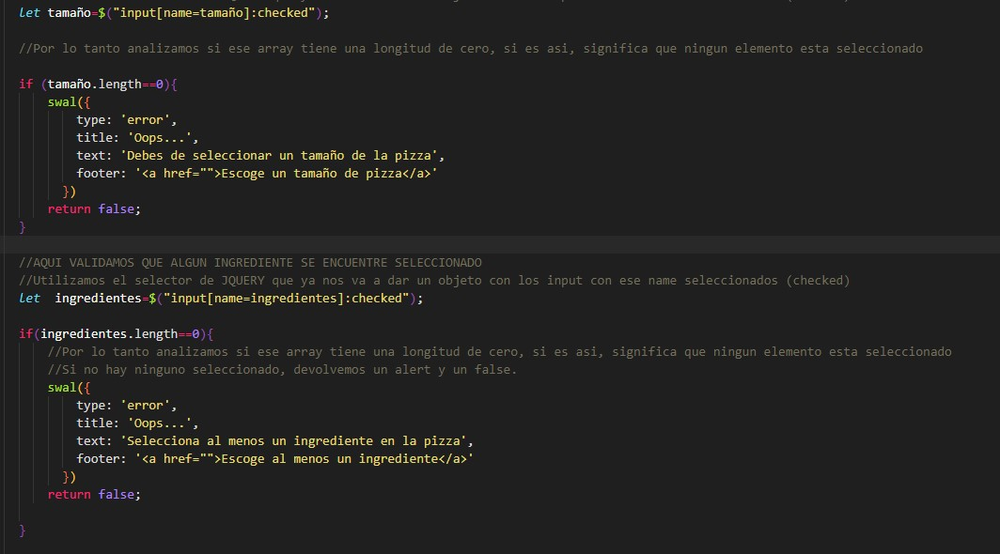 let tamaño=$("input[name=tamaño]:checked");
//Por lo tanto analizamos si ese array tiene una longitud de cero, si es asi, significa que ningun elemento esta seleccionado
if (tamaño.length==0){
swal({
type: 'error',
title: 'Oops...',
text: 'Debes de seleccionar un tamaño de la pizza',
footer: '<a href="">Escoge un tamaño de pizza</a>'
})
return false;
}
//AQUI VALIDAMOS QUE ALGUN INGREDIENTE SE ENCUENTRE SELECCIONADO
//Utilizamos el selector de JQUERY que ya nos va a dar un objeto con los input con ese name seleccionados (checked)
let  ingredientes=$("input[name=ingredientes]:checked");
if(ingredientes.length==0){
//Por lo tanto analizamos si ese array tiene una longitud de cero, si es asi, significa que ningun elemento esta seleccionado
//Si no hay ninguno seleccionado, devolvemos un alert y un false.
swal({
type: 'error',
title: 'Oops...',
text: 'Selecciona al menos un ingrediente en la pizza',
footer: '<a href="">Escoge al menos un ingrediente</a>'
})
return false;
}